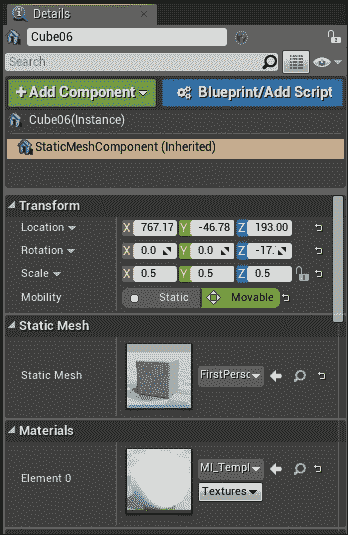 Details
Cube06
Search
+Add Component Blueprint/Add Script
Cube06(Instance)
StaticMeshComponent (Inherited)
Transform
Location X 767.17 Y -46.78 Z 193.00
Rotation X 0.0 Y 0.0 Z -17.
Scale X 0.5 Y 0.5 Z 0.5
Mobility Static Movable
Static Mesh
Static Mesh FirstPersc
Materials
Element 0 MI_Templ
Textures